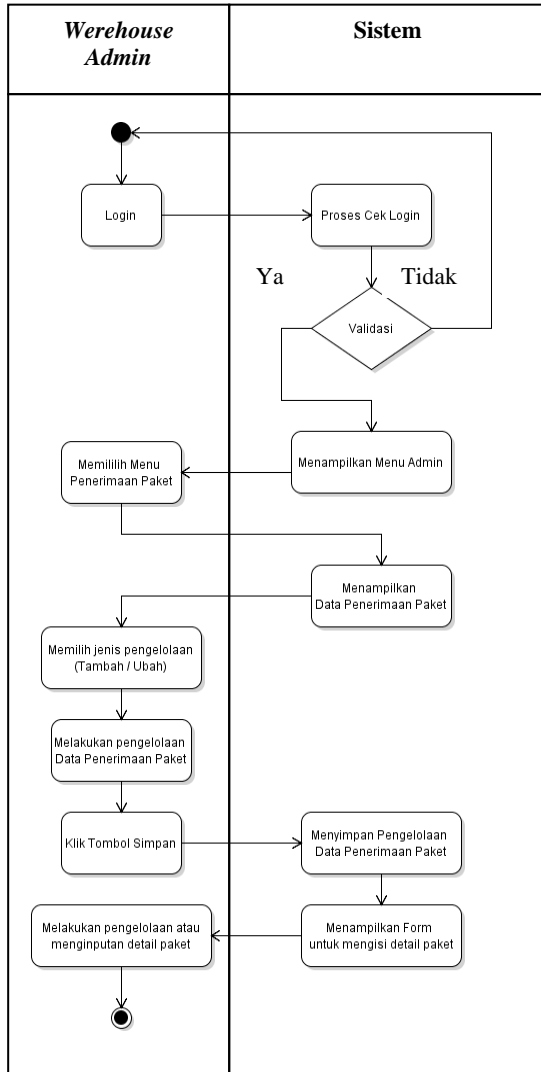 Werehouse
Admin
Sistem
Login
Proses Cek Login
Ya
Tidak
Validasi
Menampilkan Menu Admin
Memililih Menu
Penerimaan Paket
Menampilkan
Data Penerimaan Paket
Memilih jenis pengelolaan
(Tambah / Ubah)
Melakukan pengelolaan
Data Penerimaan Paket
Klik Tombol Simpan
Menyimpan Pengelolaan
Data Penerimaan Paket
Menampilkan Form
untuk mengisi detail paket
Melakukan pengelolaan atau
menginputan detail paket